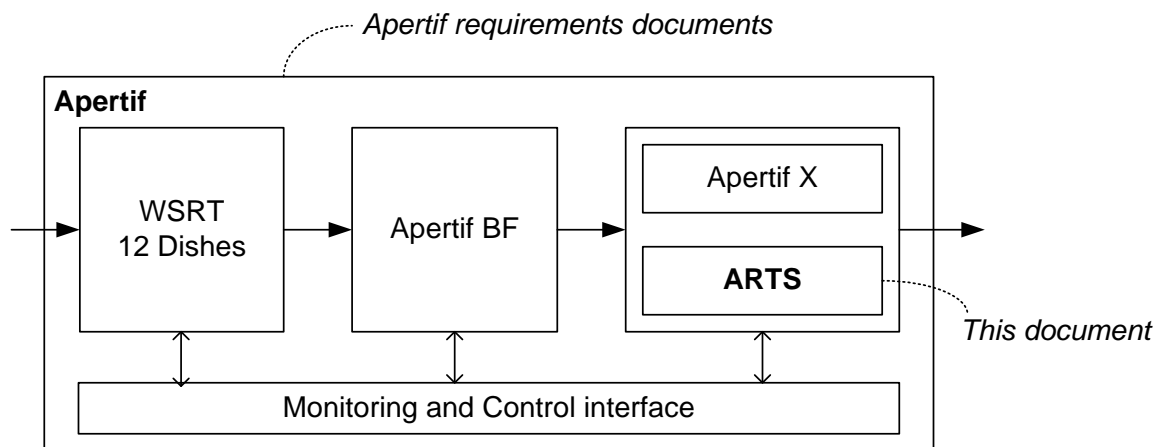 Apertif requirements documents
Apertif
WSRT
12 Dishes
Apertif BF
Apertif X
ARTS
This document
Monitoring and Control interface